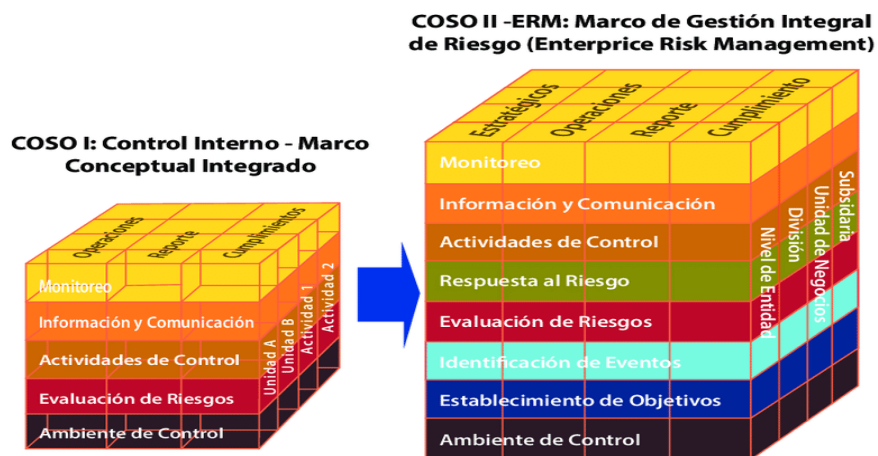 COSO I: Control Interno - Marco
Conceptual Integrado
Operaciones
Reporte
Cumplimientos
Monitoreo
Información y Comunicación
Actividades de Control
Evaluación de Riesgos
Ambiente de Control
Unidad A
Unidad B
Actividad 1
Actividad 2
COSO II -ERM: Marco de Gestión Integral
de Riesgo (Enterprice Risk Management)
Estratégicos
Operaciones
Reporte
Cumplimiento
Monitoreo
Información y Comunicación
Actividades de Control
Respuesta al Riesgo
Evaluación de Riesgos
Identificación de Eventos
Establecimiento de Objetivos
Ambiente de Control
Nivel de Entidad
División
Unidad de Negocios
Subsidaria